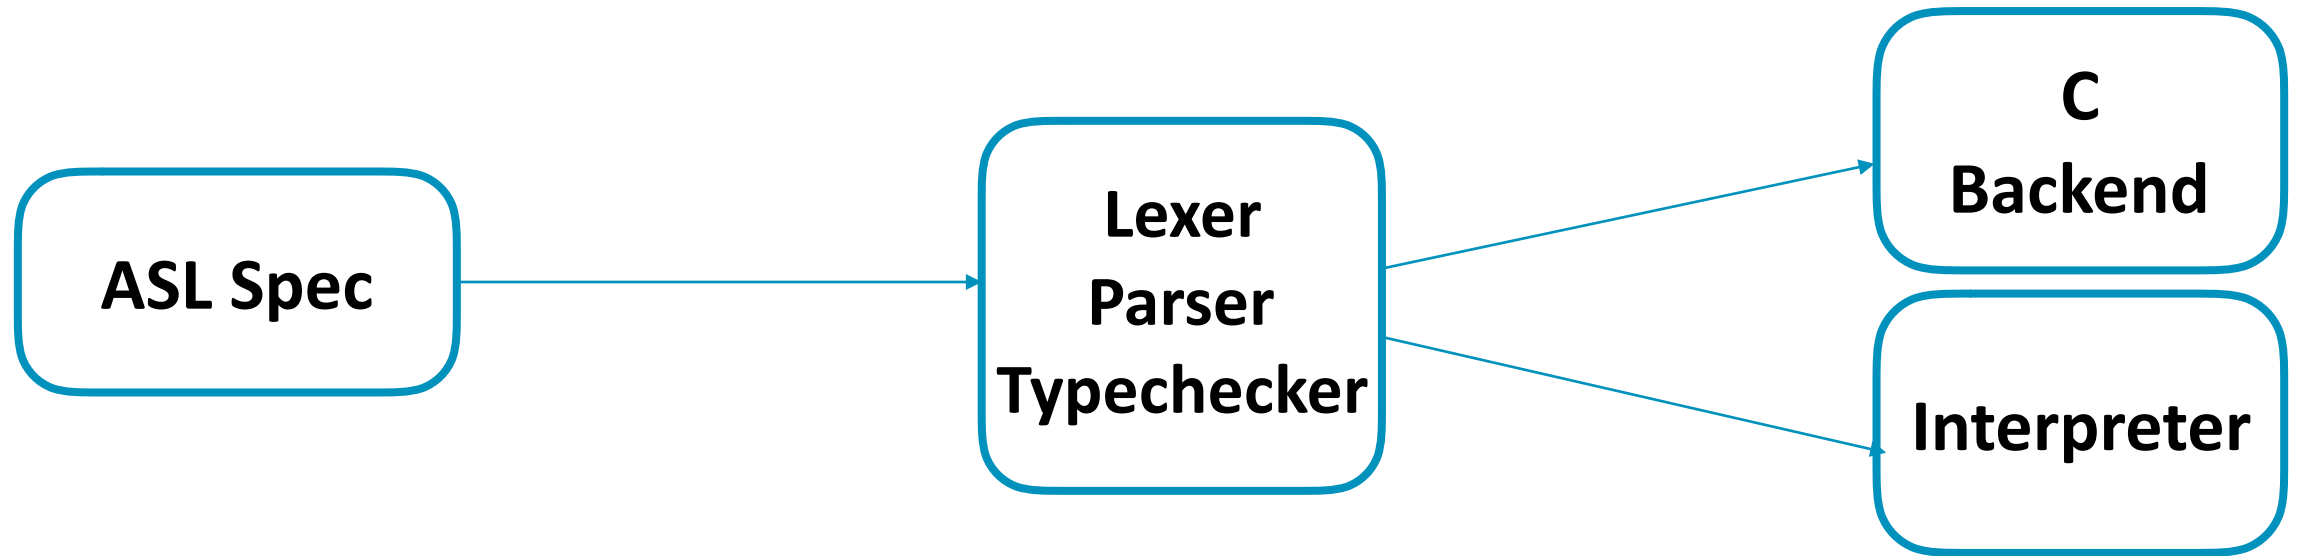 ASL Spec
Lexer
Parser
Typechecker
C
Backend
Interpreter